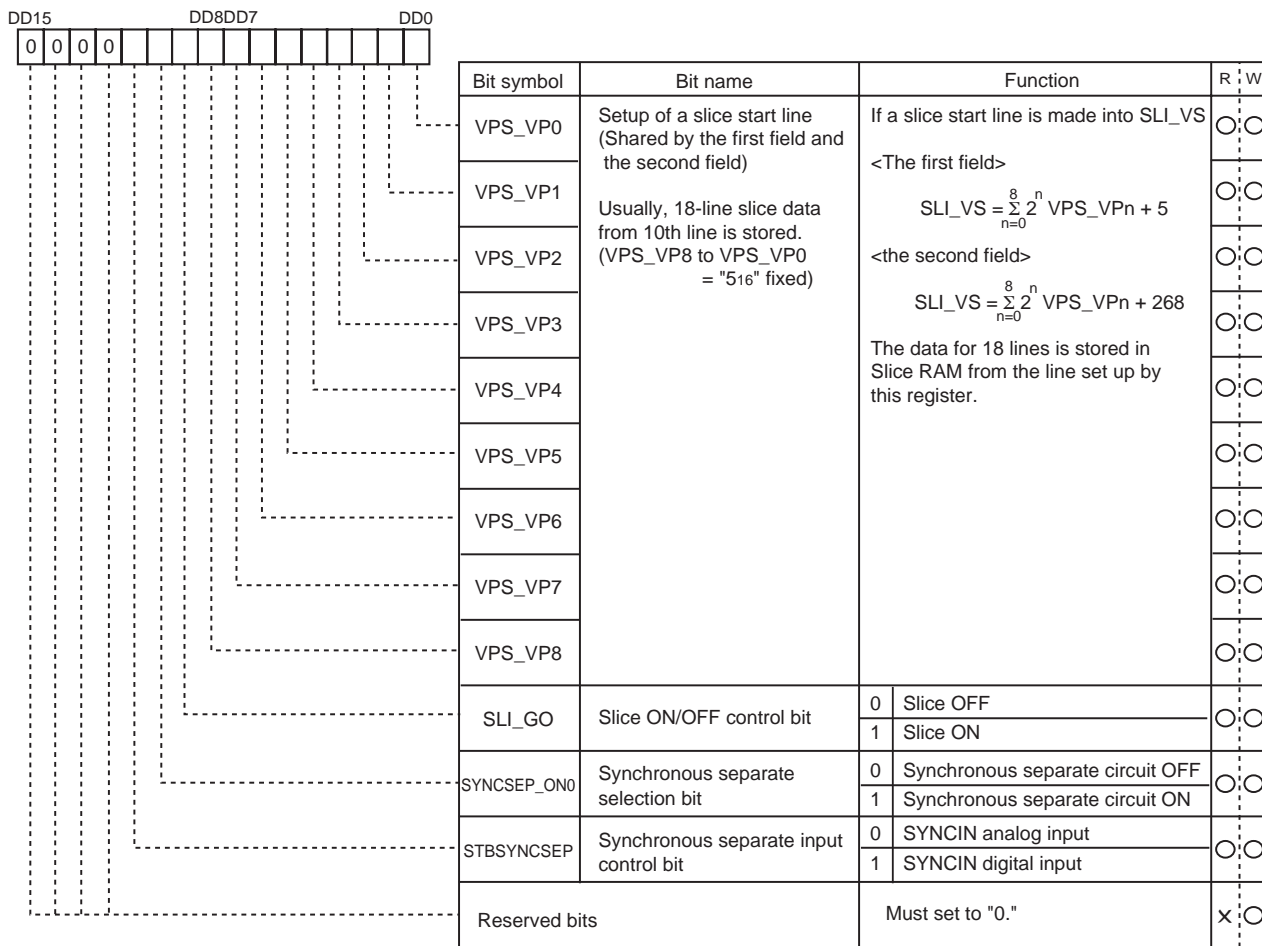 DD15 DD8DD7 DD0
0 0 0 0
Bit symbol Bit name Function R W
VPS_VP0
Setup of a slice start line
(Shared by the first field and
the second field)
Usually, 18-line slice data
from 10th line is stored.
(VPS_VP8 to VPS_VP0
= "516" fixed)
If a slice start line is made into SLI_VS
<The first field>
SLI_VS = 8 Σ n=0 2 n VPS_VPn + 5
<the second field>
SLI_VS = 8 Σ n=0 2 n VPS_VPn + 268
The data for 18 lines is stored in
Slice RAM from the line set up by
this register.
VPS_VP1
VPS_VP2
VPS_VP3
VPS_VP4
VPS_VP5
VPS_VP6
VPS_VP7
VPS_VP8
SLI_GO
Slice ON/OFF control bit
0 Slice OFF
1 Slice ON
SYNCSEP_ON0
Synchronous separate
selection bit
0 Synchronous separate circuit OFF
1 Synchronous separate circuit ON
STBSYNCSEP
Synchronous separate input
control bit
0 SYNCIN analog input
1 SYNCIN digital input
Reserved bits
Must set to "0."
×